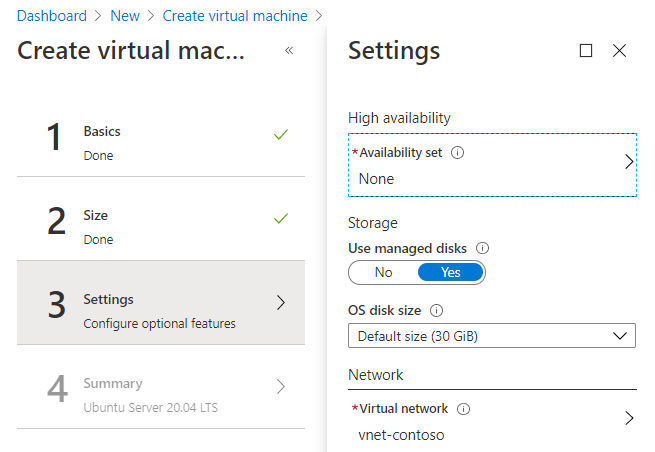 Dashboard > New > Create virtual machine >
Create virtual mac... «
1 Basics
Done
2 Size
Done
3 Settings
Configure optional features
4 Summary
Ubuntu Server 20.04 LTS
Settings
High availability
*Availability set
None
Storage
Use managed disks
No Yes
OS disk size
Default size (30 GiB)
Network
*Virtual network
vnet-contoso